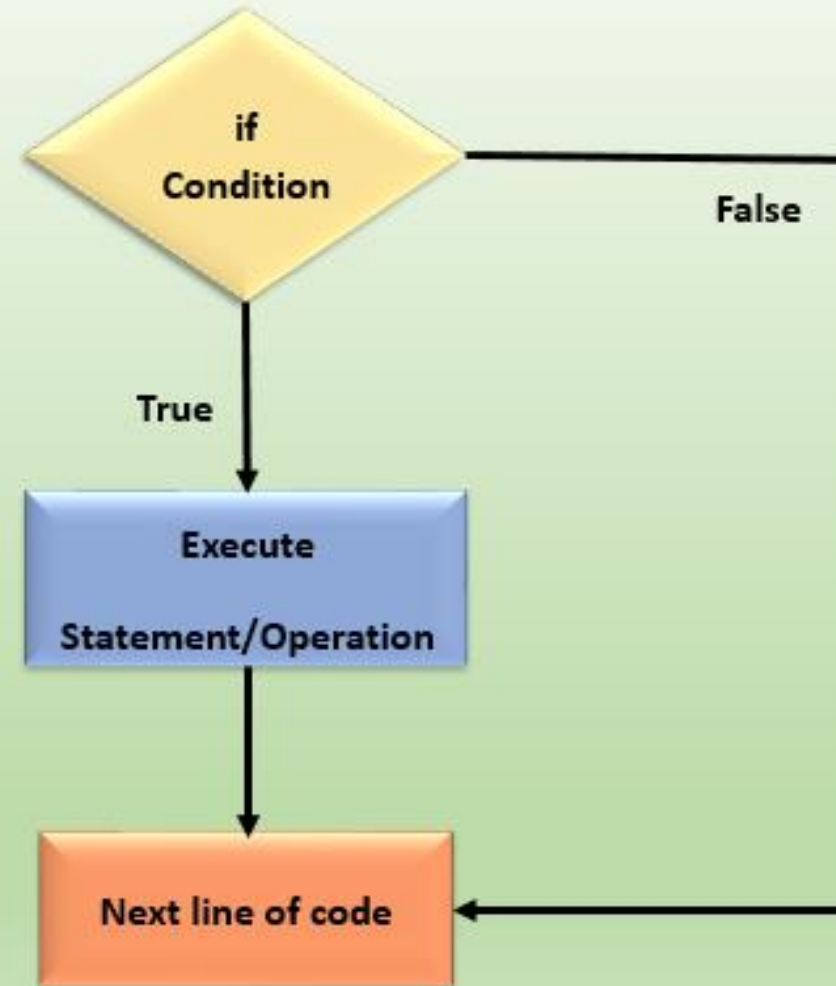 if
Condition
False
True
Execute
Statement/Operation
Next line of code